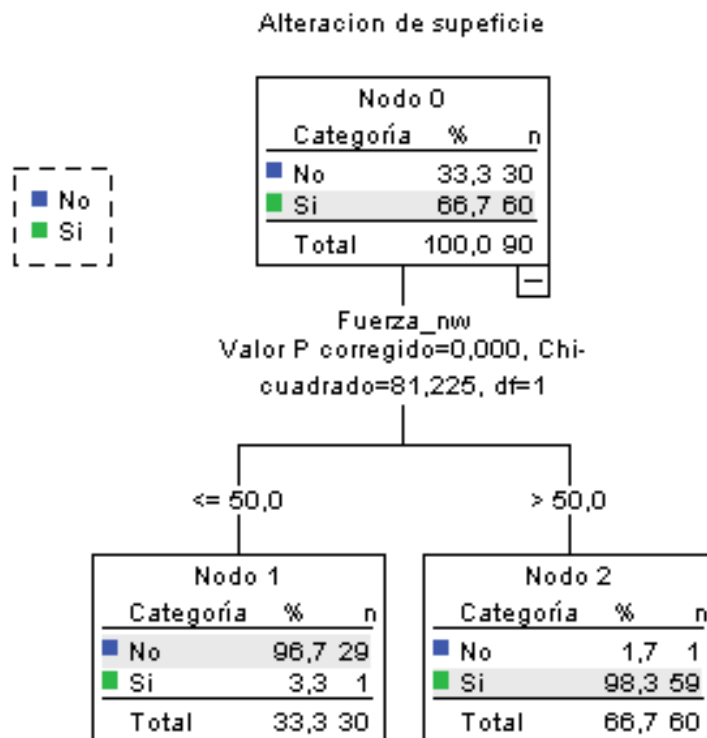 Alteracion de supeficie
No
Si
Nodo 0
Categoría % n
No 33,3 30
Si 66,7 60
Total 100,0 90
Fuerza_nw
Valor P corregido=0,000, Chi-
cuadrado=81,225, df=1
<= 50,0
> 50,0
Nodo 1
Categoría % n
No 96,7 29
Si 3,3 1
Total 33,3 30
Nodo 2
Categoría % n
No 1,7 1
Si 98,3 59
Total 66,7 60